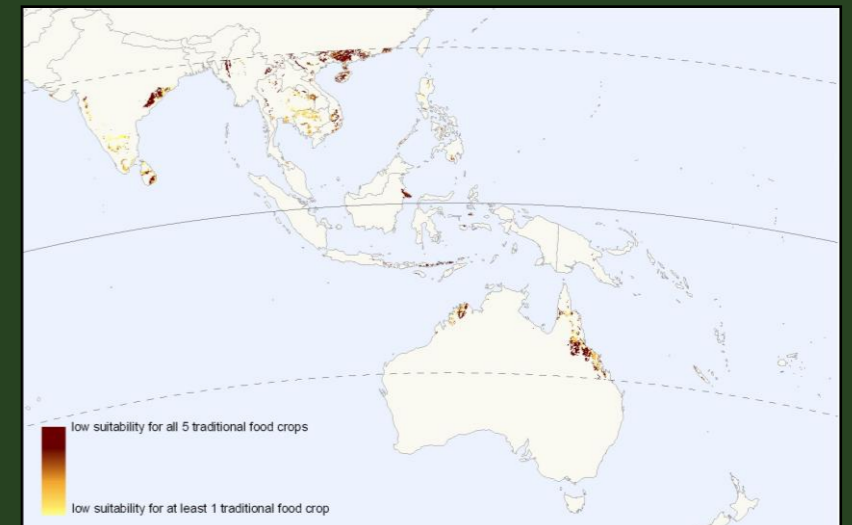 low suitability for all 5 traditional food crops
low suitability for at least 1 traditional food crop